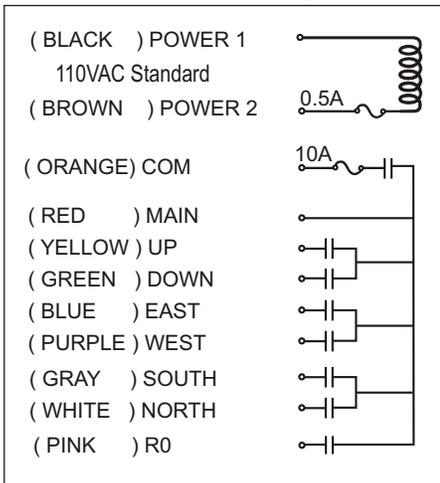 ( BLACK ) POWER 1
110VAC Standard
( BROWN ) POWER 2 0.5A
( ORANGE) COM 10A
( RED ) MAIN
( YELLOW ) UP
( GREEN ) DOWN
( BLUE ) EAST
( PURPLE ) WEST
( GRAY ) SOUTH
( WHITE ) NORTH
( PINK ) R0